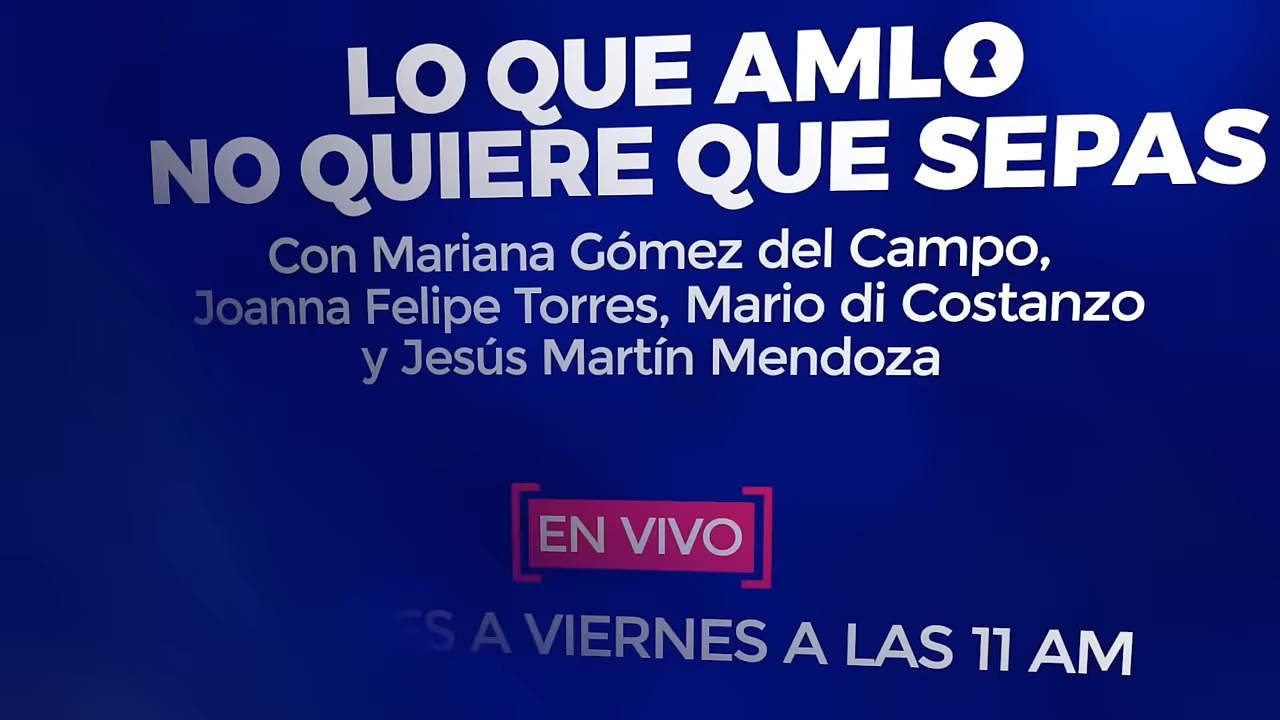 LO QUE AMLO
NO QUIERE QUE SEPAS
Con Mariana Gómez del Campo,
Joanna Felipe Torres, Mario di Costanzo
y Jesús Martín Mendoza
EN VIVO
A VIERNES A LAS 11 AM